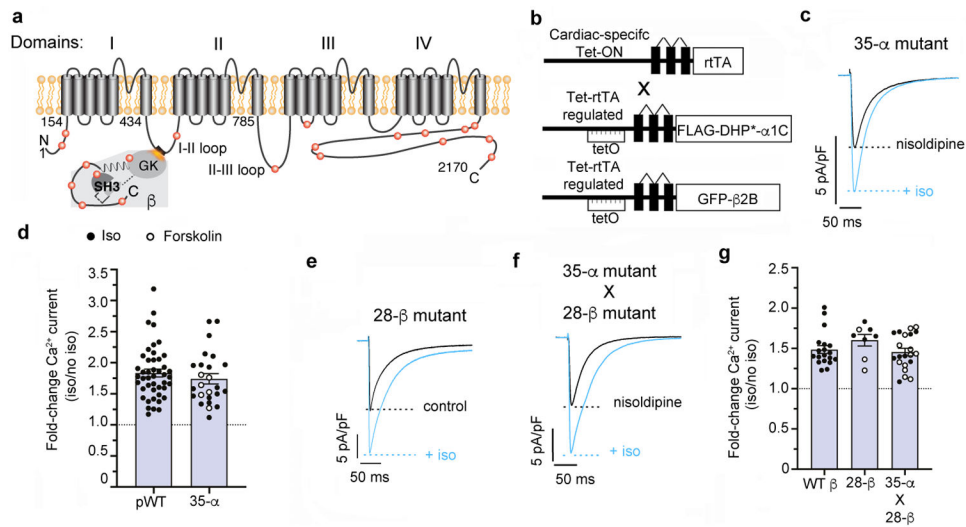 a
Domains: I II III IV
154 434 785
N
1
I-II loop
II-III loop
2170
C
GK
SH3
C
β
b
Cardiac-specifc
Tet-ON
rtTA
X
Tet-rtTA
regulated
tetO
FLAG-DHP*-α1C
Tet-rtTA
regulated
tetO
GFP-β2B
c
35-α mutant
nisoldipine
+ iso
5 pA/pF
50 ms
d
Iso Forskolin
Fold-change Ca²⁺ current
(iso/no iso)
3.5
3.0
2.5
2.0
1.5
1.0
0.5
0
pWT 35-α
e
28-β mutant
control
+ iso
5 pA/pF
50 ms
f
35-α mutant
X
28-β mutant
nisoldipine
+ iso
5 pA/pF
50 ms
g
Fold-change Ca²⁺ current
(iso/no iso)
2.5
2.0
1.5
1.0
0.5
0.0
WT β 28-β 35-α
X
28-β